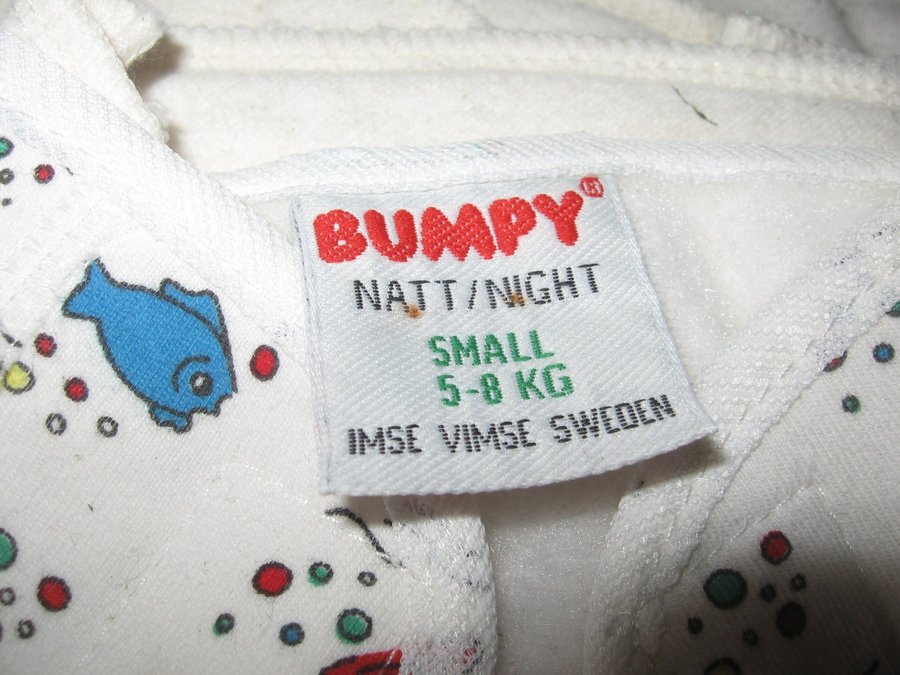 BUMPY®
NATT/NIGHT
SMALL
5-8 KG
IMSE VIMSE SWEDEN